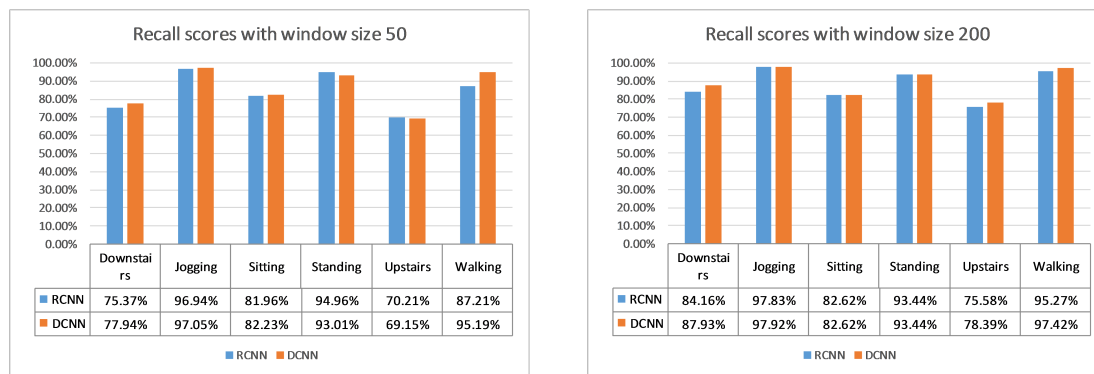 Recall scores with window size 50
100.00%
90.00%
80.00%
70.00%
60.00%
50.00%
40.00%
30.00%
20.00%
10.00%
0.00%
Downstai
rs
Jogging
Sitting
Standing
Upstairs
Walking
RCNN 75.37% 96.94% 81.96% 94.96% 70.21% 87.21%
DCNN 77.94% 97.05% 82.23% 93.01% 69.15% 95.19%
RCNN DCNN
Recall scores with window size 200
100.00%
90.00%
80.00%
70.00%
60.00%
50.00%
40.00%
30.00%
20.00%
10.00%
0.00%
Downstai
rs
Jogging
Sitting
Standing
Upstairs
Walking
RCNN 84.16% 97.83% 82.62% 93.44% 75.58% 95.27%
DCNN 87.93% 97.92% 82.62% 93.44% 78.39% 97.42%
RCNN DCNN